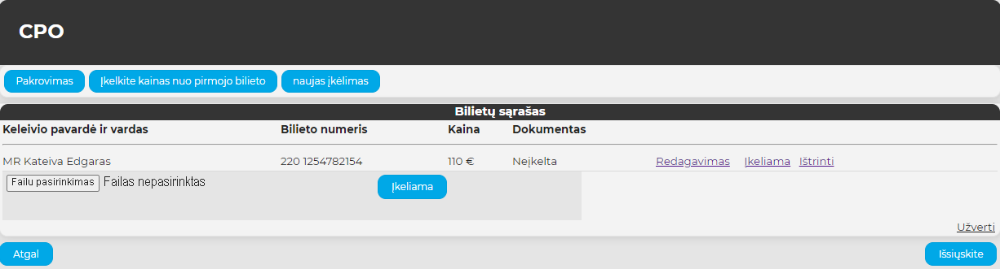 CPO
Pakrovimas Įkelkite kainas nuo pirmojo bilieto naujas įkėlimas
Bilietų sąrašas
Keleivio pavardė ir vardas Bilieto numeris Kaina Dokumentas
MR Kateiva Edgaras 220 1254782154 110 € Neįkelta Redagavimas Įkeliama Ištrinti
Failu pasirinkimas Failas nepasirinktas Įkeliama
Užverti
Atgal Išsiųskite